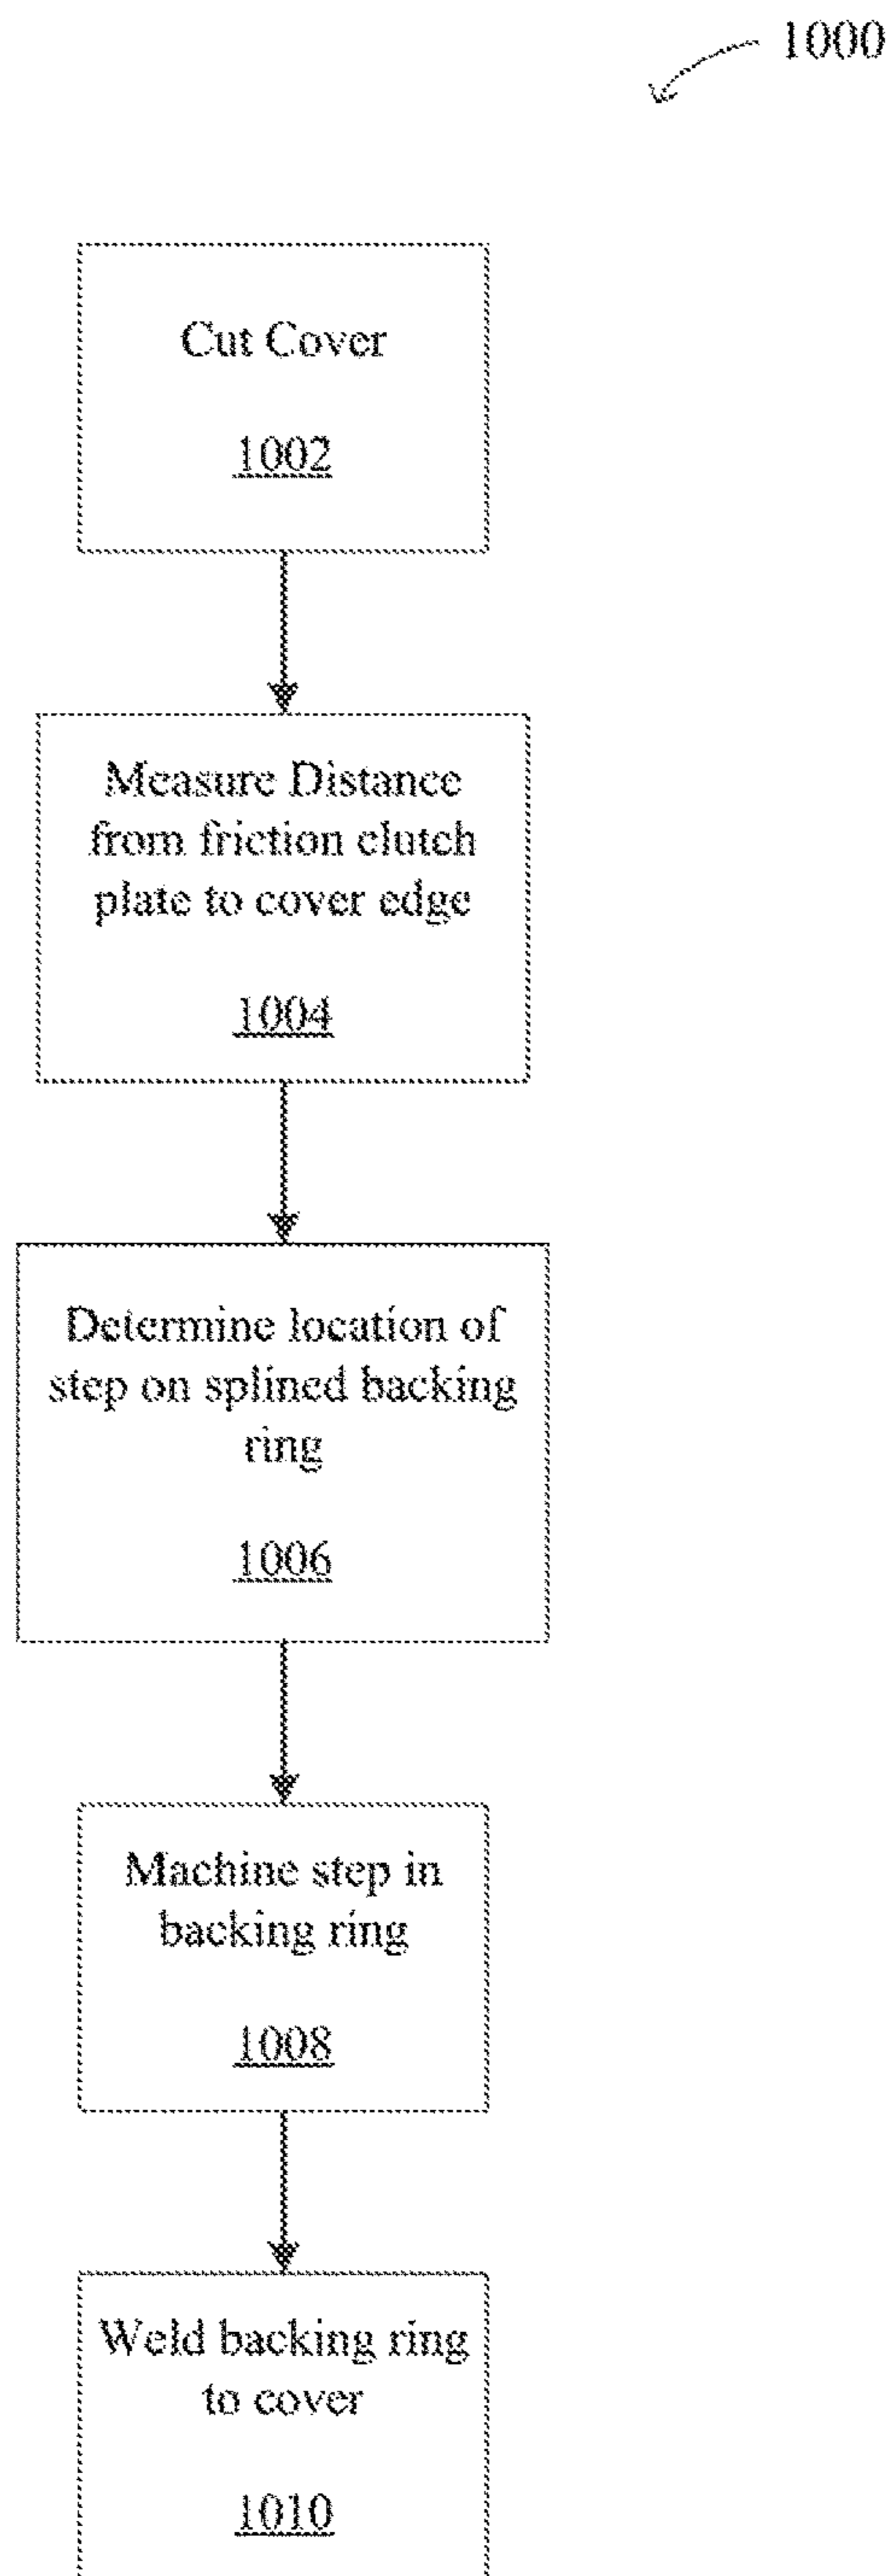 1000
Cut Cover
1002
Measure Distance
from friction clutch
plate to cover edge
1004
Determine location of
step on splined backing
ring
1006
Machine step in
backing ring
1008
Weld backing ring
to cover
1010